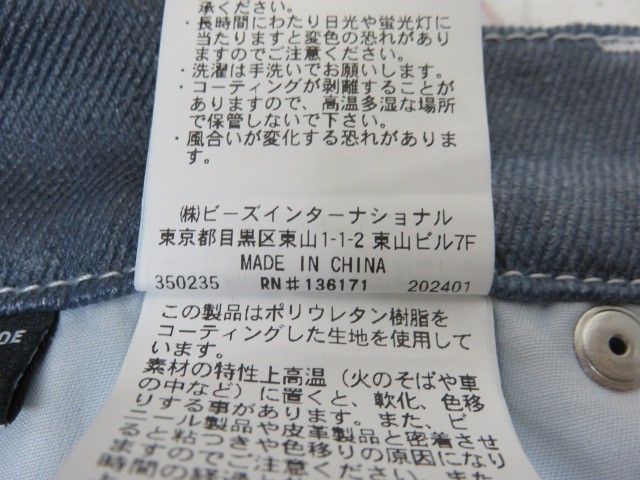 承ください。
・長時間にわたり日光や蛍光灯に
当たりますと変色の恐れがあり
ますのでご注意ください。
・洗濯は手洗いでお願いします。
・コーティングが剥離することが
ありますので、高温多湿な場所
で保管しないで下さい。
・風合いが変化する恐れがありま
す。
㈱ビーズインターナショナル
東京都目黒区東山1-1-2 東山ビル7F
MADE IN CHINA
350235 RN# 136171 202401
この製品はポリウレタン樹脂を
コーティングした生地を使用して
います。
素材の特性上高温（火のそばや車
の中など）に置くと、軟化、色移
りする事があります。また、ビ
ニール製品や皮革製品と密着させ
ると粘つきや色移りの原因になり
ますのでご注意ください。また
時間の経過と
DE